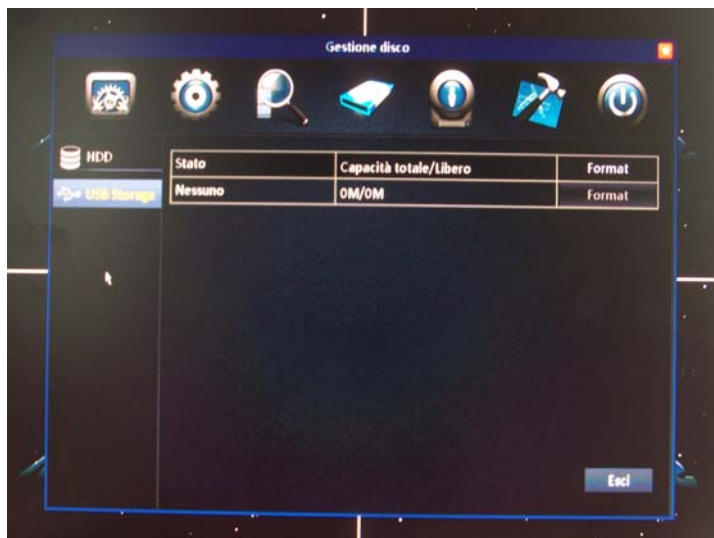 Gestione disco
HDD
USB Storage
Stato Capacità totale/Libero Format
Nessuno 0M/0M Format
Esci